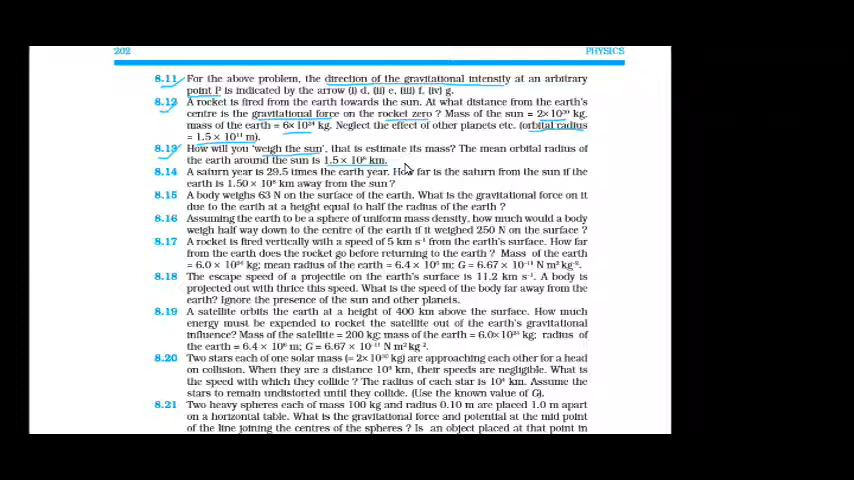 202 PHYSICS
8.11 For the above problem, the direction of the gravitational intensity at an arbitrary
point P is indicated by the arrow (i) d, (ii) e, (iii) f, (iv) g.
8.12 A rocket is fired from the earth towards the sun. At what distance from the earth's
centre is the gravitational force on the rocket zero ? Mass of the sun = 2×10³⁰ kg,
mass of the earth = 6×10²⁴ kg. Neglect the effect of other planets etc. (orbital radius
= 1.5 × 10¹¹ m).
8.13 How will you 'weigh the sun', that is estimate its mass? The mean orbital radius of
the earth around the sun is 1.5 × 10⁸ km.
8.14 A saturn year is 29.5 times the earth year. How far is the saturn from the sun if the
earth is 1.50 × 10⁸ km away from the sun ?
8.15 A body weighs 63 N on the surface of the earth. What is the gravitational force on it
due to the earth at a height equal to half the radius of the earth ?
8.16 Assuming the earth to be a sphere of uniform mass density, how much would a body
weigh half way down to the centre of the earth if it weighed 250 N on the surface ?
8.17 A rocket is fired vertically with a speed of 5 km s⁻¹ from the earth's surface. How far
from the earth does the rocket go before returning to the earth ? Mass of the earth
= 6.0 × 10²⁴ kg; mean radius of the earth = 6.4 × 10⁶ m; G = 6.67 × 10⁻¹¹ N m² kg⁻².
8.18 The escape speed of a projectile on the earth's surface is 11.2 km s⁻¹. A body is
projected out with thrice this speed. What is the speed of the body far away from the
earth? Ignore the presence of the sun and other planets.
8.19 A satellite orbits the earth at a height of 400 km above the surface. How much
energy must be expended to rocket the satellite out of the earth's gravitational
influence? Mass of the satellite = 200 kg; mass of the earth = 6.0×10²⁴ kg; radius of
the earth = 6.4 × 10⁶ m; G = 6.67 × 10⁻¹¹ N m² kg⁻².
8.20 Two stars each of one solar mass (= 2×10³⁰ kg) are approaching each other for a head
on collision. When they are a distance 10⁹ km, their speeds are negligible. What is
the speed with which they collide ? The radius of each star is 10⁴ km. Assume the
stars to remain undistorted until they collide. (Use the known value of G).
8.21 Two heavy spheres each of mass 100 kg and radius 0.10 m are placed 1.0 m apart
on a horizontal table. What is the gravitational force and potential at the mid point
of the line joining the centres of the spheres ? Is an object placed at that point in